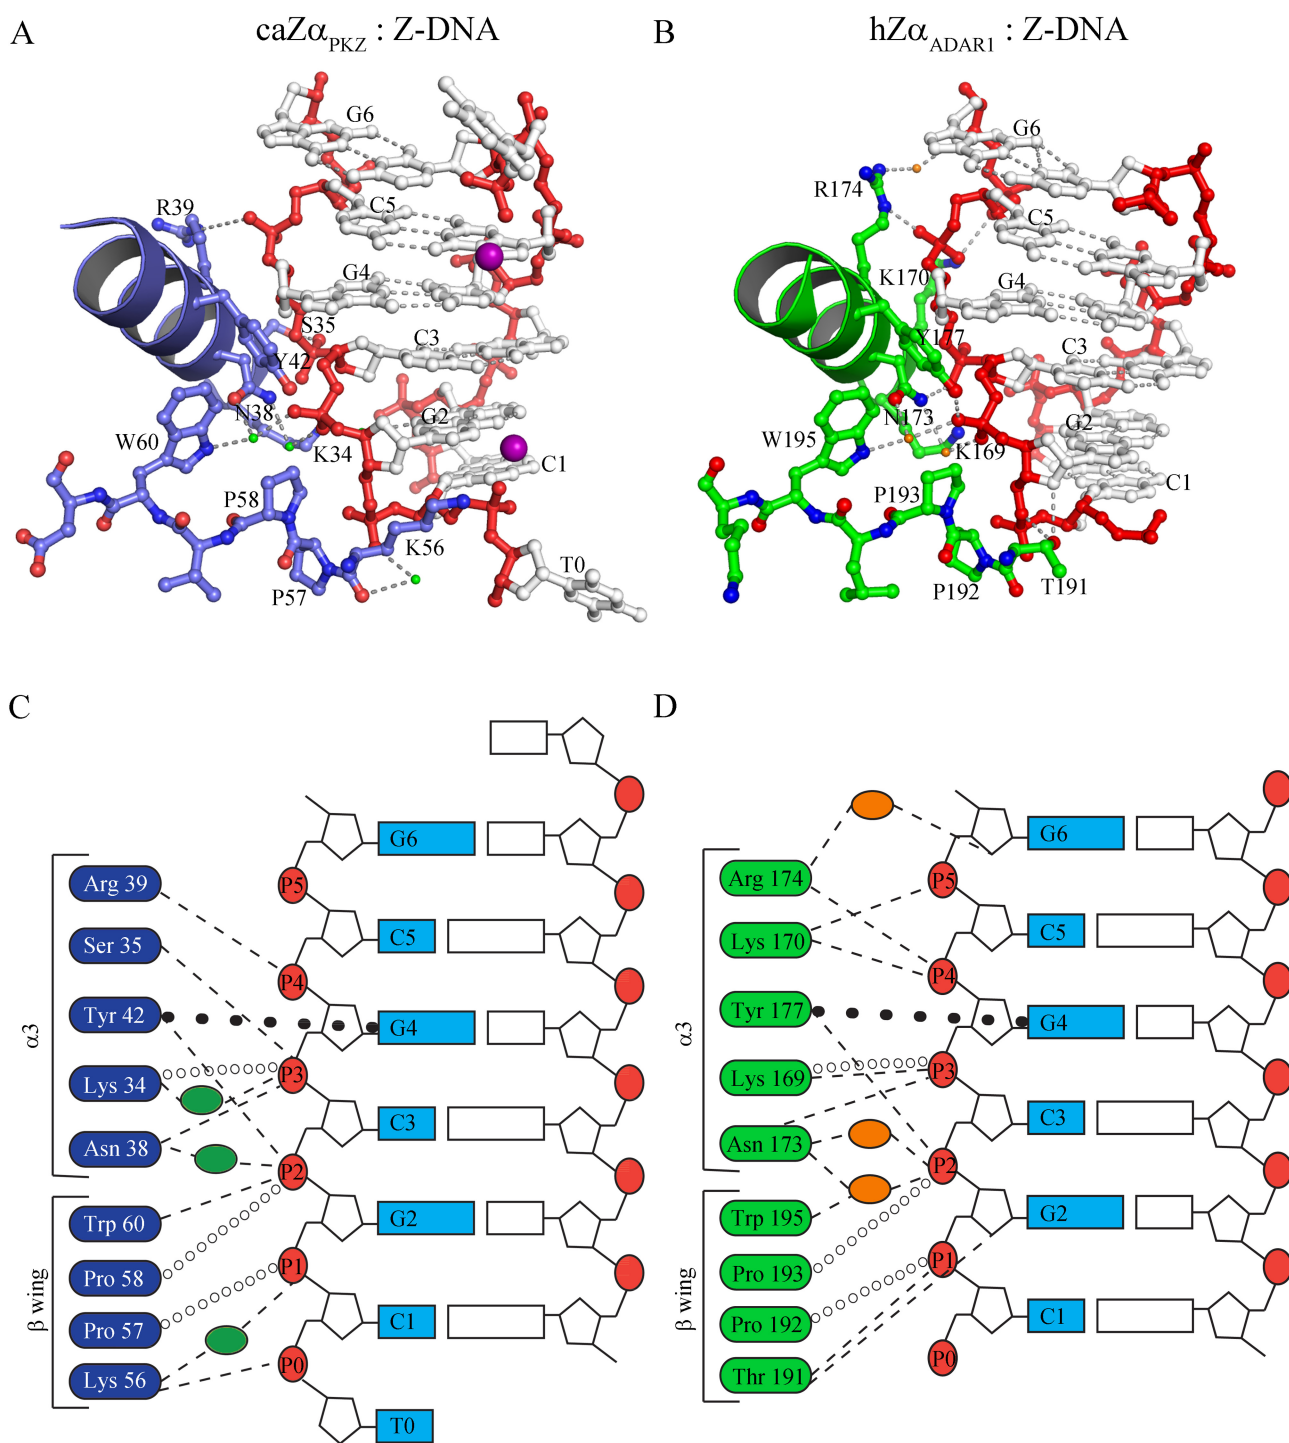 A
caZα PKZ : Z-DNA
G6
C5
R39
G4
S35
C3
Y42
N38
G2
W60
K34
C1
P58
K56
T0
P57
B
hZα ADAR1 : Z-DNA
G6
R174
C5
K170
G4
Y177
C3
N173
G2
W195
K169
C1
P193
P192
T191
C
α3
β wing
Arg 39
Ser 35
Tyr 42
Lys 34
Asn 38
Trp 60
Pro 58
Pro 57
Lys 56
P5
P4
P3
P2
P1
P0
G6
C5
G4
C3
G2
C1
T0
D
α3
β wing
Arg 174
Lys 170
Tyr 177
Lys 169
Asn 173
Trp 195
Pro 193
Pro 192
Thr 191
P5
P4
P3
P2
P1
P0
G6
C5
G4
C3
G2
C1